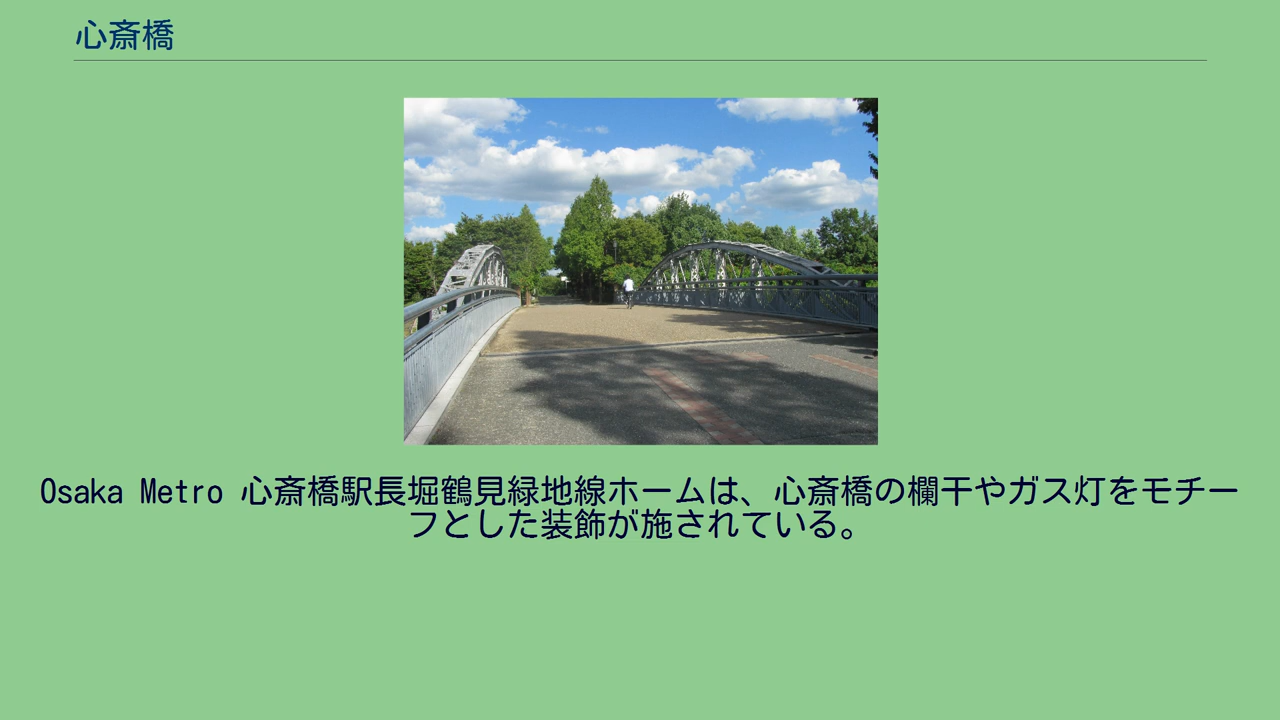 心斎橋
Osaka Metro 心斎橋駅長堀鶴見緑地線ホームは、心斎橋の欄干やガス灯をモチー
フとした装飾が施されている。